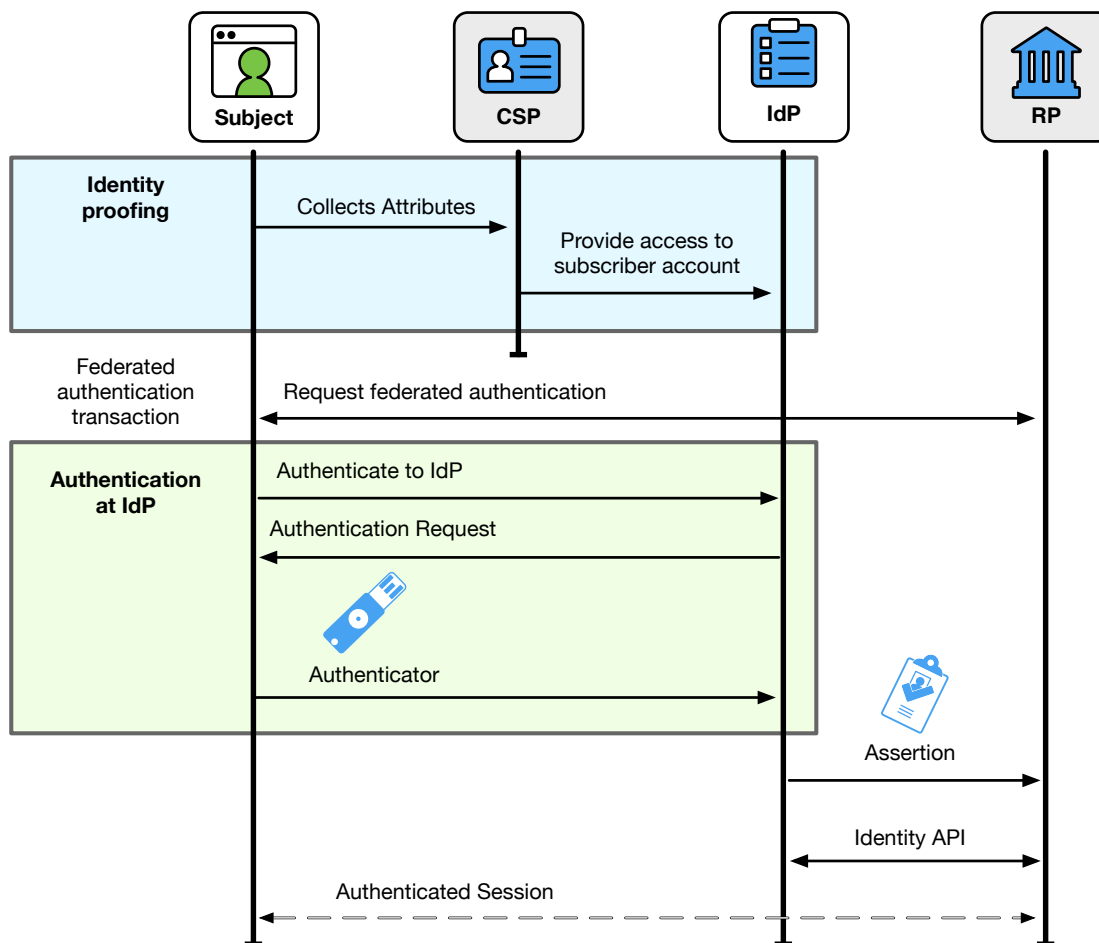 Subject
CSP
IdP
RP
Identity
proofing
Collects Attributes
Provide access to
subscriber account
Federated
authentication
transaction
Request federated authentication
Authentication
at IdP
Authenticate to IdP
Authentication Request
Authenticator
Assertion
Identity API
Authenticated Session